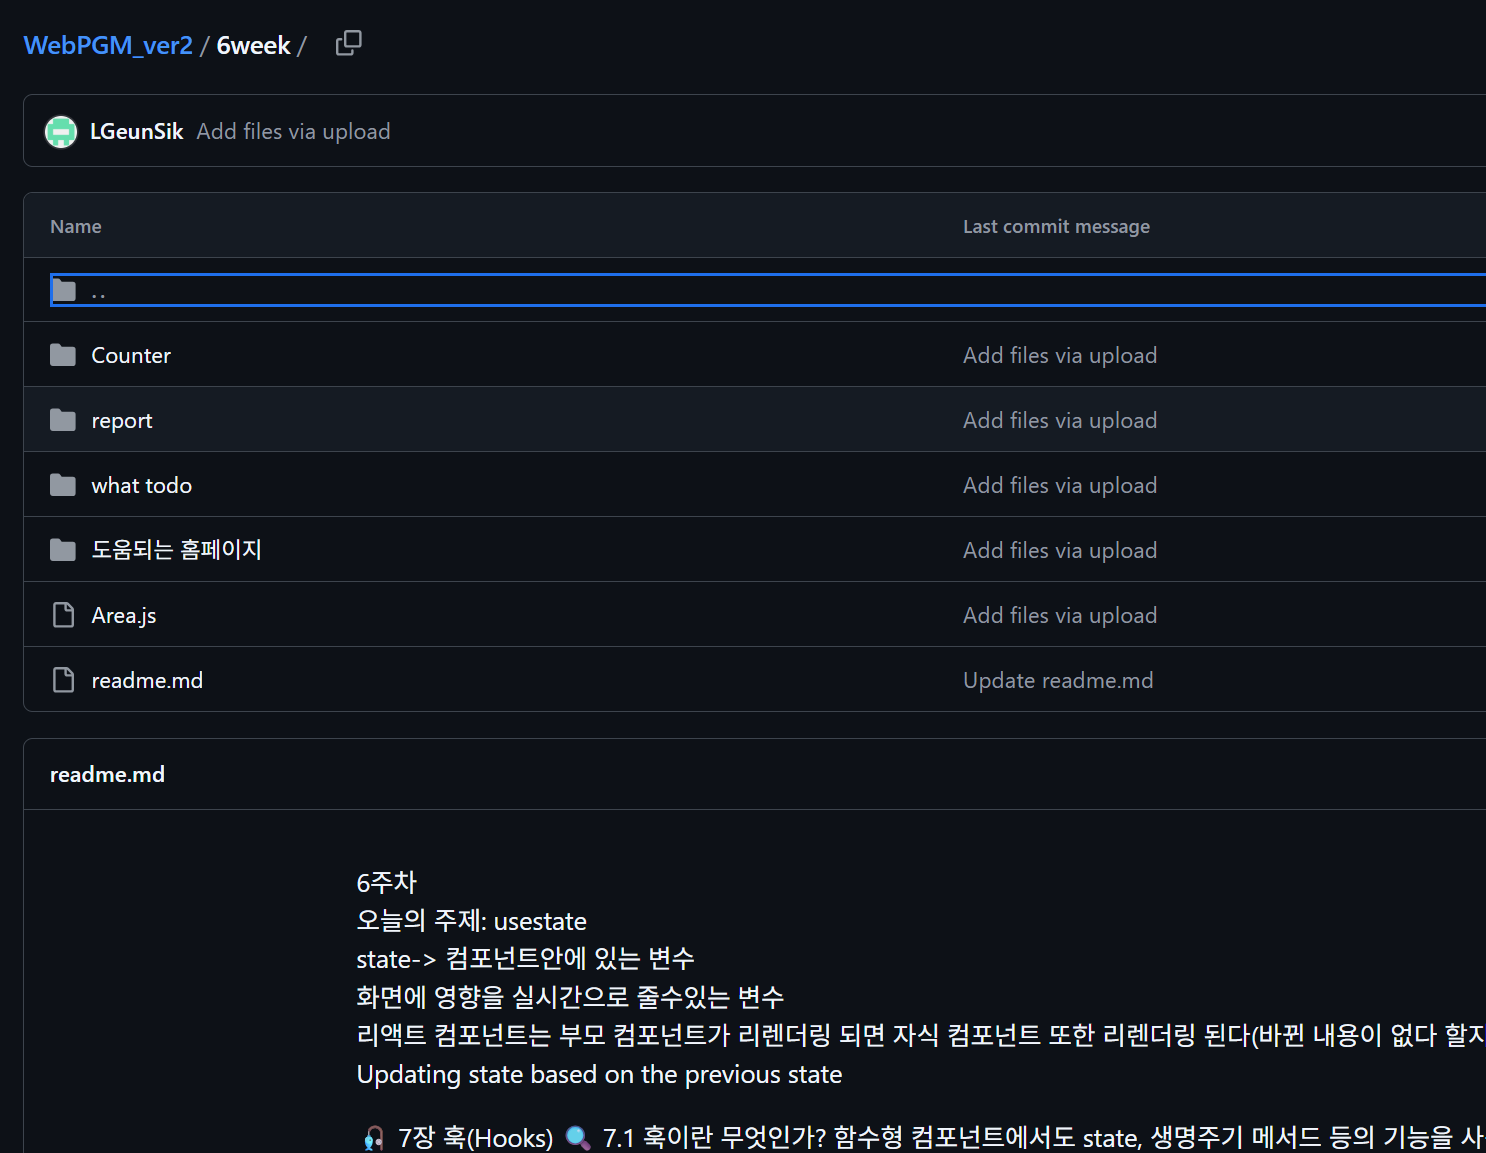 WebPGM_ver2 / 6week /
LGeunSik Add files via upload
Name Last commit message
..
Counter Add files via upload
report Add files via upload
what todo Add files via upload
도움되는 홈페이지 Add files via upload
Area.js Add files via upload
readme.md Update readme.md
readme.md
6주차
오늘의 주제: usestate
state-> 컴포넌트안에 있는 변수
화면에 영향을 실시간으로 줄수있는 변수
리액트 컴포넌트는 부모 컴포넌트가 리렌더링 되면 자식 컴포넌트 또한 리렌더링 된다(바뀐 내용이 없다 할지
Updating state based on the previous state
🎣 7장 훅(Hooks) 🔍 7.1 훅이란 무엇인가? 함수형 컴포넌트에서도 state, 생명주기 메서드 등의 기능을 사